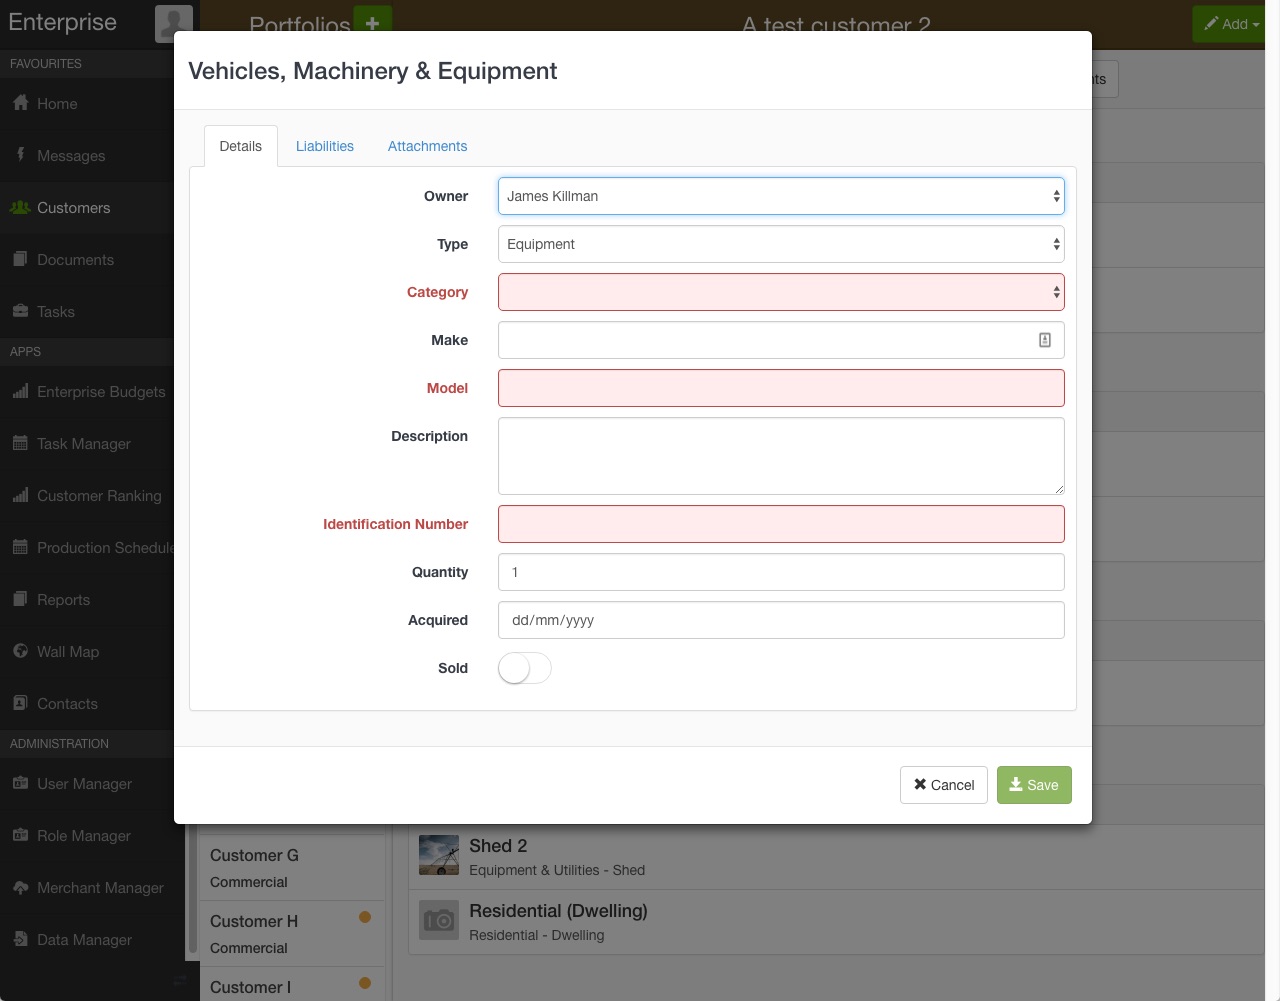 Enterprise
Portfolios
A test customer 2
Add
FAVOURITES
Home
Messages
Customers
Documents
Tasks
APPS
Enterprise Budgets
Task Manager
Customer Ranking
Production Schedule
Reports
Wall Map
Contacts
ADMINISTRATION
User Manager
Role Manager
Merchant Manager
Data Manager
Vehicles, Machinery & Equipment
Details
Liabilities
Attachments
Owner
James Killman
Type
Equipment
Category
Make
Model
Description
Identification Number
Quantity
1
Acquired
dd/mm/yyyy
Sold
Cancel
Save
Customer G
Commercial
Customer H
Commercial
Customer I
Shed 2
Equipment & Utilities - Shed
Residential (Dwelling)
Residential - Dwelling